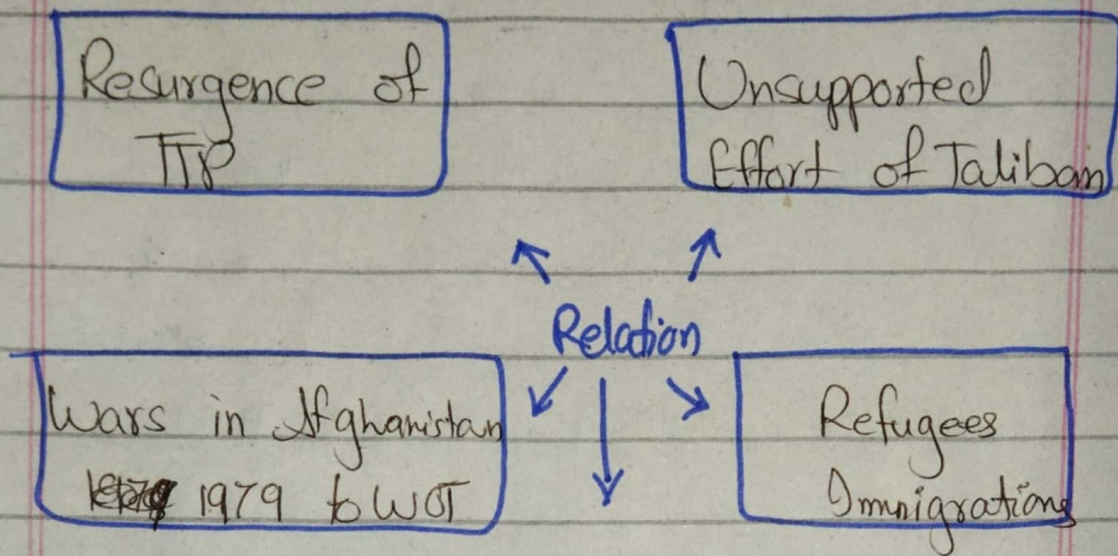 Resurgence of
TTP
Unsupported
Effort of Taliban
Relation
Wars in Afghanistan
1979 to WOT
Refugees
Immigrations